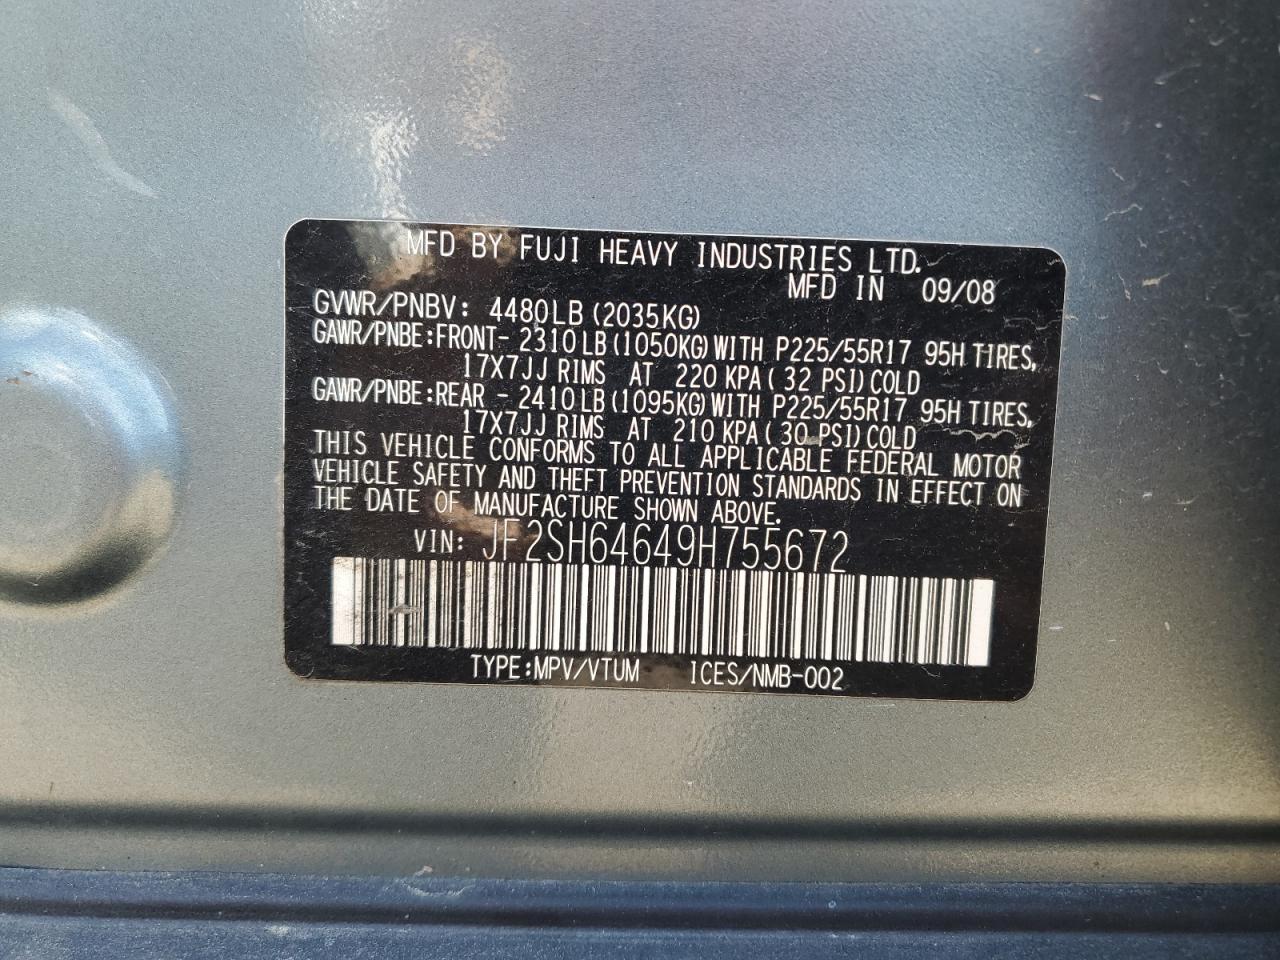 MFD BY FUJI HEAVY INDUSTRIES LTD.
MFD IN 09/08
GVWR/PNBV: 4480LB (2035KG)
GAWR/PNBE:FRONT- 2310LB(1050KG)WITH P225/55R17 95H TIRES,
17X7JJ RIMS AT 220 KPA( 32 PSI)COLD
GAWR/PNBE:REAR - 2410LB(1095KG)WITH P225/55R17 95H TIRES,
17X7JJ RIMS AT 210 KPA( 30 PSI)COLD
THIS VEHICLE CONFORMS TO ALL APPLICABLE FEDERAL MOTOR
VEHICLE SAFETY AND THEFT PREVENTION STANDARDS IN EFFECT ON
THE DATE OF MANUFACTURE SHOWN ABOVE.
VIN: JF2SH64649H755672
TYPE:MPV/VTUM ICES/NMB-002